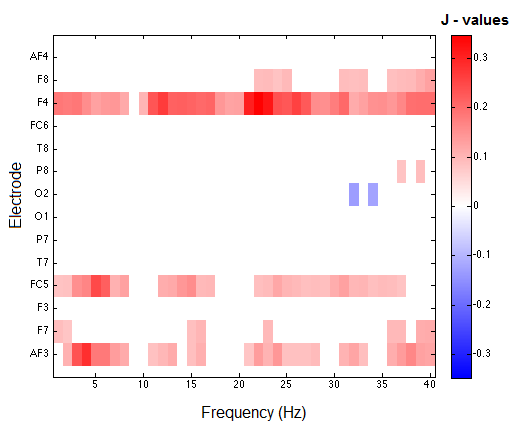 J - values
AF4
F8
F4
FC6
T8
P8
O2
O1
P7
T7
FC5
F3
F7
AF3
Electrode
5 10 15 20 25 30 35 40
Frequency (Hz)
0.3
0.2
0.1
0
-0.1
-0.2
-0.3